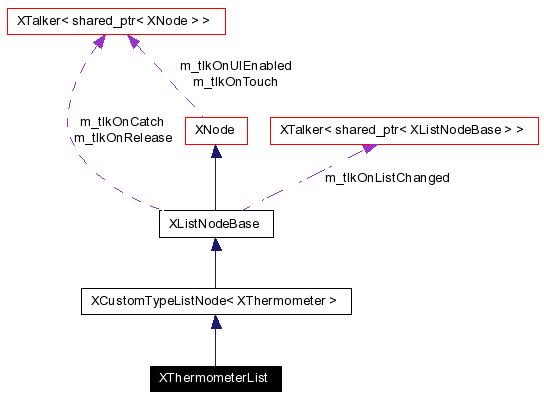 XTalker< shared_ptr< XNode > >
m_tlkOnUIEnabled
m_tlkOnTouch
m_tlkOnCatch
m_tlkOnRelease
XNode
XTalker< shared_ptr< XListNodeBase > >
m_tlkOnListChanged
XListNodeBase
XCustomTypeListNode< XThermometer >
XThermometerList